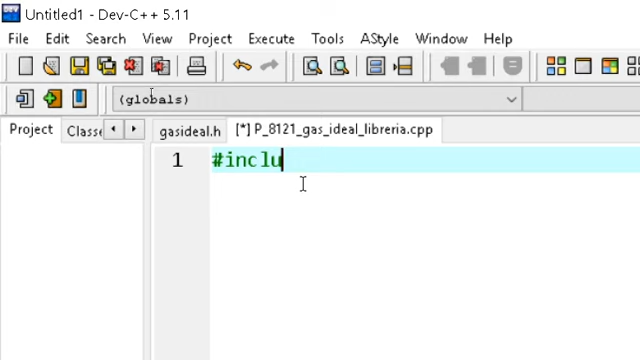 Untitled1 - Dev-C++ 5.11
File Edit Search View Project Execute Tools AStyle Window Help
(globals)
Project Classe gasideal.h [*] P_8121_gas_ideal_libreria.cpp
1 #inclu